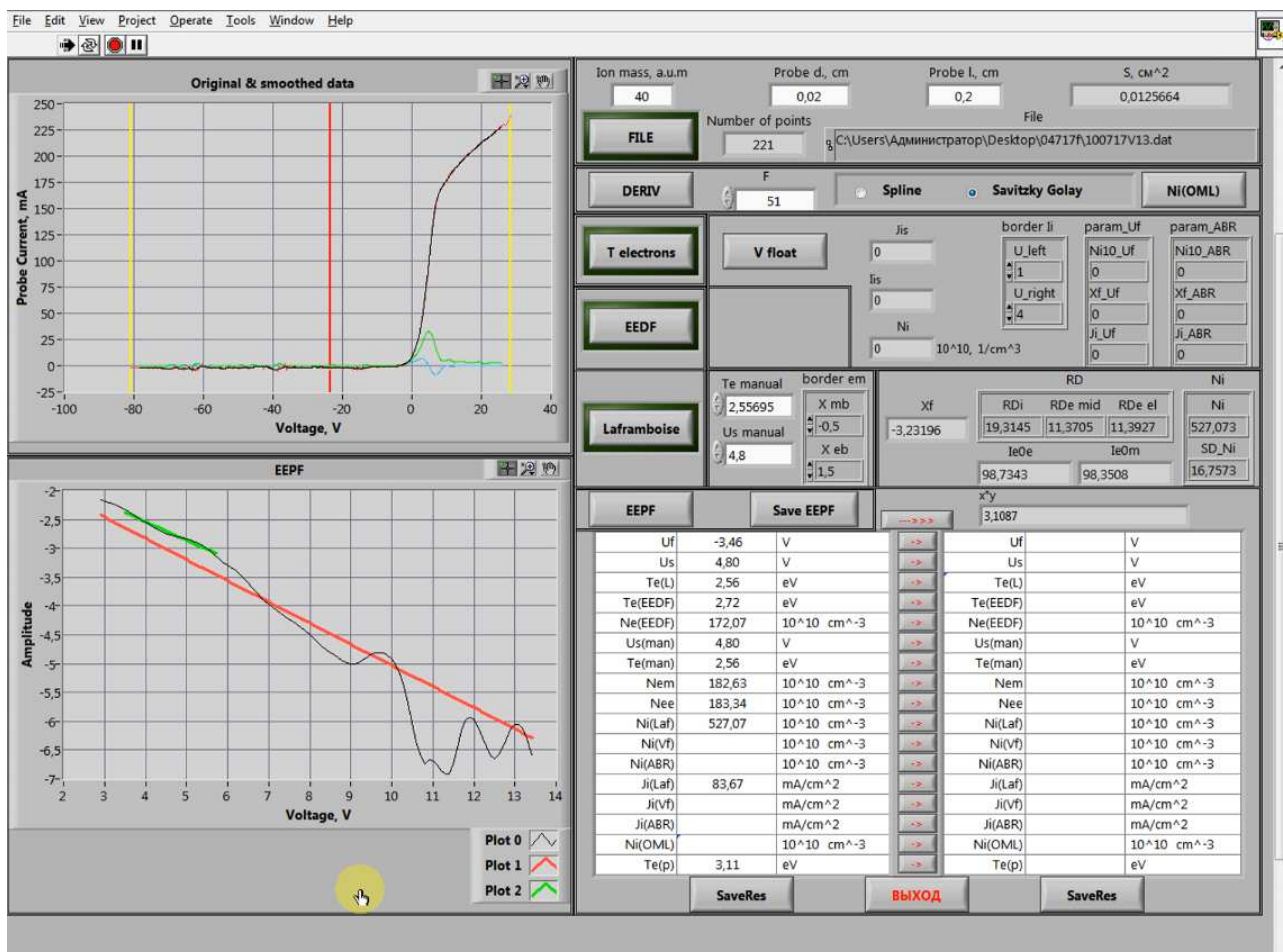 File Edit View Project Operate Tools Window Help
Original & smoothed data
250
225
200
175
150
125
100
75
50
25
0
-25
Probe Current, mA
-100 -80 -60 -40 -20 0 20 40
Voltage, V
EEPF
-2
-2,5
-3
-3,5
-4
-4,5
-5
-5,5
-6
-6,5
-7
Amplitude
2 3 4 5 6 7 8 9 10 11 12 13 14
Voltage, V
Plot 0
Plot 1
Plot 2
Ion mass, a.u.m Probe d., cm Probe l., cm S, см^2
40 0,02 0,2 0,0125664
FILE Number of points File
221 C:\Users\Администратор\Desktop\04717f\100717V13.dat
DERIV F Spline Savitzky Golay Ni(OML)
51
T electrons V float Jis border Ii param_Uf param_ABR
0 U_left Ni10_Uf Ni10_ABR
1 0 0
Iis U_right Xf_Uf Xf_ABR
0 4 0 0
EEDF Ni Ji_Uf Ji_ABR
0 10^10, 1/cm^3 0 0
Laframboise Te manual border em RD Ni
2,55695 X mb Xf RDi RDe mid RDe el Ni
-0,5 -3,23196 19,3145 11,3705 11,3927 527,073
Us manual X eb Ie0e Ie0m SD_Ni
4,8 1,5 98,7343 98,3508 16,7573
EEPF Save EEPF --->>> x*y
3,1087
Uf -3,46 V -> Uf V
Us 4,80 V -> Us V
Te(L) 2,56 eV -> Te(L) eV
Te(EEDF) 2,72 eV -> Te(EEDF) eV
Ne(EEDF) 172,07 10^10 cm^-3 -> Ne(EEDF) 10^10 cm^-3
Us(man) 4,80 V -> Us(man) V
Te(man) 2,56 eV -> Te(man) eV
Nem 182,63 10^10 cm^-3 -> Nem 10^10 cm^-3
Nee 183,34 10^10 cm^-3 -> Nee 10^10 cm^-3
Ni(Laf) 527,07 10^10 cm^-3 -> Ni(Laf) 10^10 cm^-3
Ni(Vf) 10^10 cm^-3 -> Ni(Vf) 10^10 cm^-3
Ni(ABR) 10^10 cm^-3 -> Ni(ABR) 10^10 cm^-3
Ji(Laf) 83,67 mA/cm^2 -> Ji(Laf) mA/cm^2
Ji(Vf) mA/cm^2 -> Ji(Vf) mA/cm^2
Ji(ABR) mA/cm^2 -> Ji(ABR) mA/cm^2
Ni(OML) 10^10 cm^-3 -> Ni(OML) 10^10 cm^-3
Te(p) 3,11 eV -> Te(p) eV
SaveRes ВЫХОД SaveRes